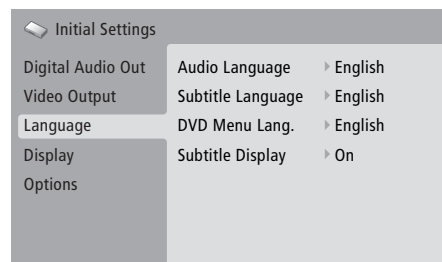 Initial Settings
Digital Audio Out
Video Output
Language
Display
Options
Audio Language English
Subtitle Language English
DVD Menu Lang. English
Subtitle Display On